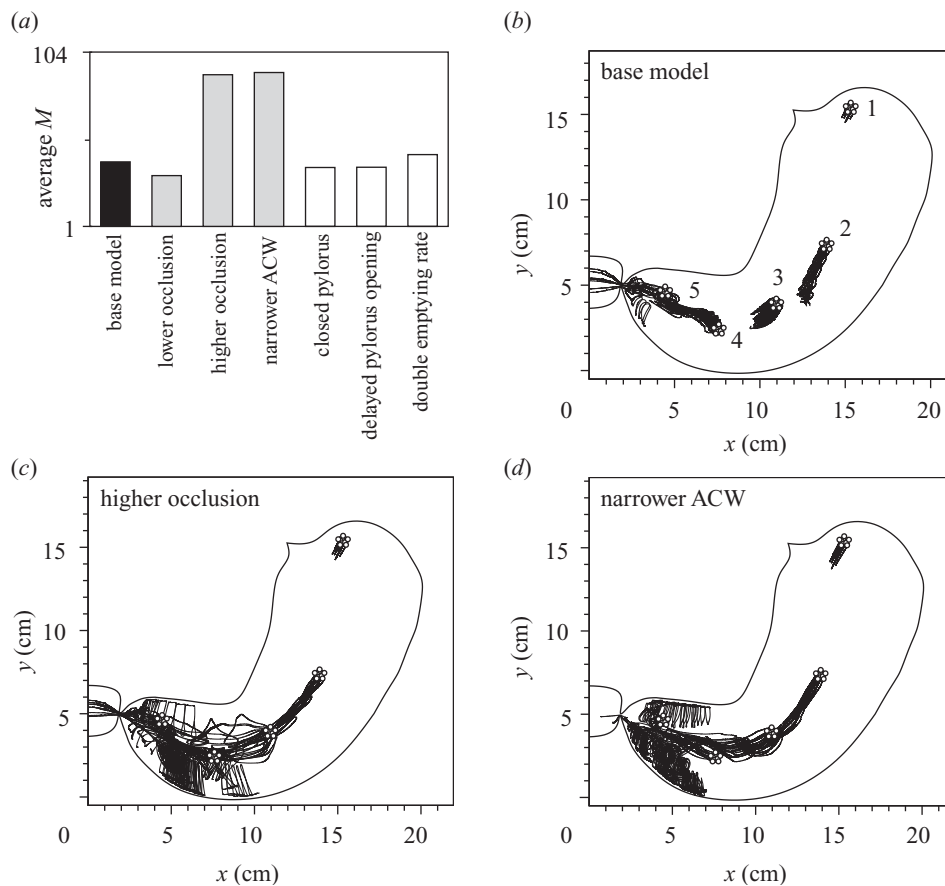 (a)
104
average M
1
base model
lower occlusion
higher occlusion
narrower ACW
closed pylorus
delayed pylorus opening
double emptying rate
(b)
base model
15
10
5
y (cm)
1
2
3
4
5
0 5 10 15 20
x (cm)
(c)
higher occlusion
15
10
5
y (cm)
0 5 10 15 20
x (cm)
(d)
narrower ACW
15
10
5
y (cm)
0 5 10 15 20
x (cm)